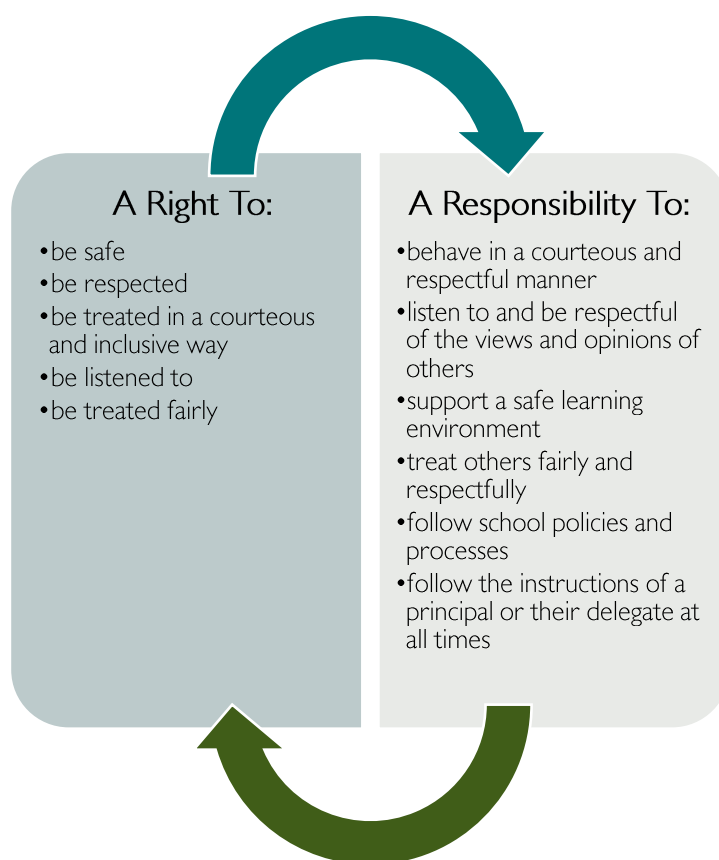 A Right To:
•be safe
•be respected
•be treated in a courteous
and inclusive way
•be listened to
•be treated fairly
A Responsibility To:
•behave in a courteous and
respectful manner
•listen to and be respectful
of the views and opinions of
others
•support a safe learning
environment
•treat others fairly and
respectfully
•follow school policies and
processes
•follow the instructions of a
principal or their delegate at
all times